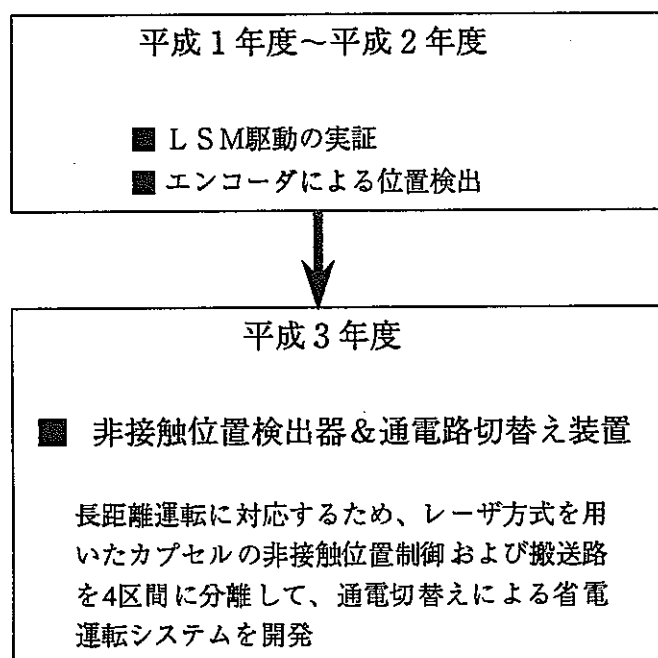 平成1年度～平成2年度
■ LSM駆動の実証
■ エンコーダによる位置検出
平成3年度
■ 非接触位置検出器＆通電路切替え装置
長距離運転に対応するため、レーザ方式を用
いたカプセルの非接触位置制御および搬送路
を4区間に分離して、通電切替えによる省電
運転システムを開発